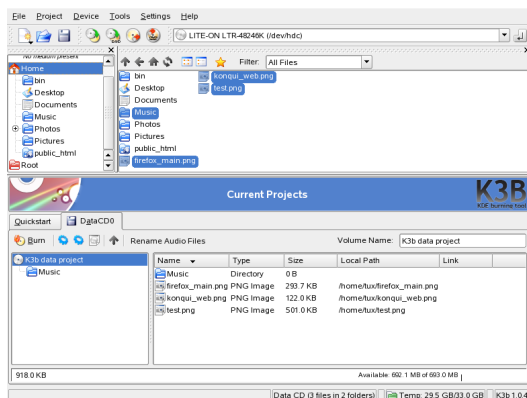 File Project Device Tools Settings Help
LITE-ON LTR-48246K (/dev/hdc)
No medium present
Home
bin
Desktop
Documents
Music
Photos
Pictures
public_html
Root
Filter: All Files
bin
Desktop
Documents
Music
Photos
Pictures
public_html
firefox_main.png
konqui_web.png
test.png
Current Projects
K3B
KDE burning tool
Quickstart DataCD0
Burn Rename Audio Files Volume Name: K3b data project
K3b data project
Music
Name Type Size Local Path Link
Music Directory 0 B
firefox_main.png PNG Image 293.7 KB /home/tux/firefox_main.png
konqui_web.png PNG Image 122.0 KB /home/tux/konqui_web.png
test.png PNG Image 501.0 KB /home/tux/test.png
918.0 KB Available: 692.1 MB of 693.0 MB
Data CD (3 files in 2 folders) Temp: 29.5 GB/33.0 GB K3b 1.0.4